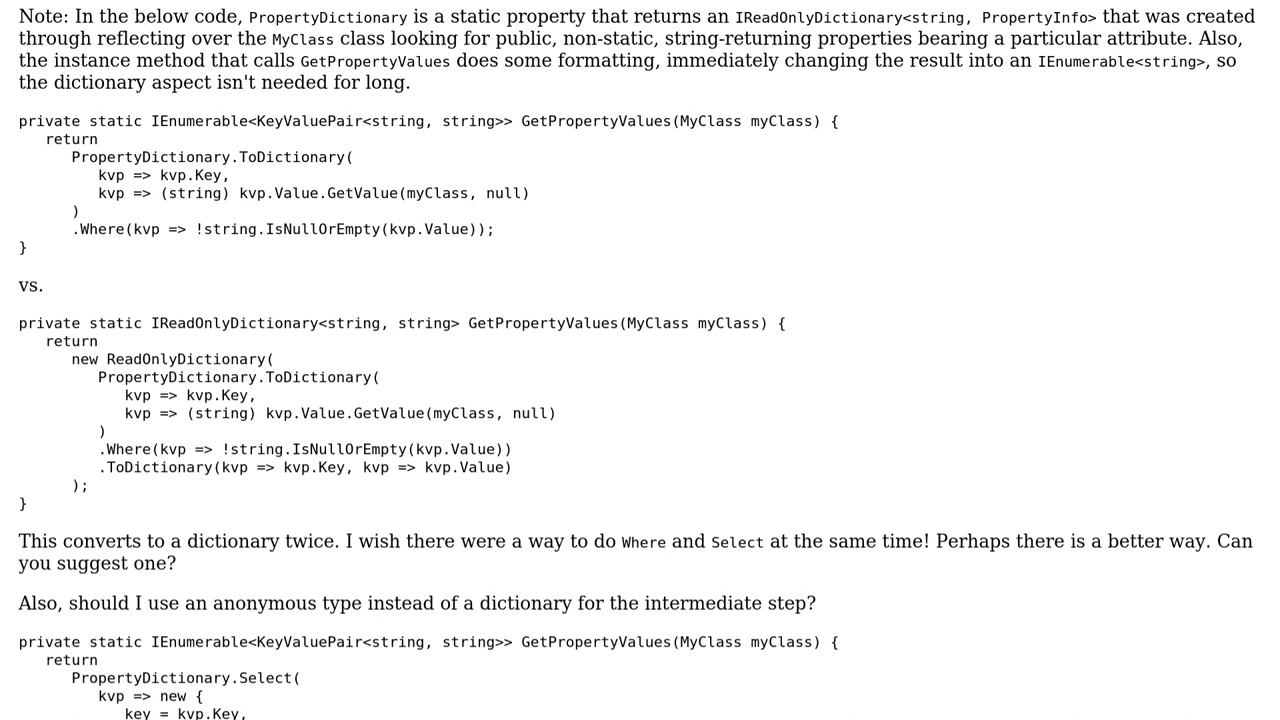 Note: In the below code, PropertyDictionary is a static property that returns an IReadOnlyDictionary<string, PropertyInfo> that was created
through reflecting over the MyClass class looking for public, non-static, string-returning properties bearing a particular attribute. Also,
the instance method that calls GetPropertyValues does some formatting, immediately changing the result into an IEnumerable<string>, so
the dictionary aspect isn't needed for long.
private static IEnumerable<KeyValuePair<string, string>> GetPropertyValues(MyClass myClass) {
   return
      PropertyDictionary.ToDictionary(
         kvp => kvp.Key,
         kvp => (string) kvp.Value.GetValue(myClass, null)
      )
      .Where(kvp => !string.IsNullOrEmpty(kvp.Value));
}
vs.
private static IReadOnlyDictionary<string, string> GetPropertyValues(MyClass myClass) {
   return
      new ReadOnlyDictionary(
         PropertyDictionary.ToDictionary(
            kvp => kvp.Key,
            kvp => (string) kvp.Value.GetValue(myClass, null)
         )
         .Where(kvp => !string.IsNullOrEmpty(kvp.Value))
         .ToDictionary(kvp => kvp.Key, kvp => kvp.Value)
      );
}
This converts to a dictionary twice. I wish there were a way to do Where and Select at the same time! Perhaps there is a better way. Can
you suggest one?
Also, should I use an anonymous type instead of a dictionary for the intermediate step?
private static IEnumerable<KeyValuePair<string, string>> GetPropertyValues(MyClass myClass) {
   return
      PropertyDictionary.Select(
         kvp => new {
            key = kvp.Key,